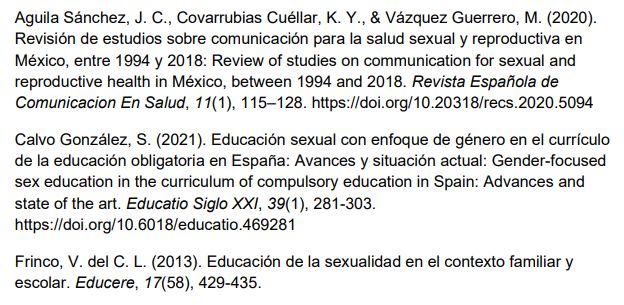 Aguila Sánchez, J. C., Covarrubias Cuéllar, K. Y., & Vázquez Guerrero, M. (2020).
Revisión de estudios sobre comunicación para la salud sexual y reproductiva en
México, entre 1994 y 2018: Review of studies on communication for sexual and
reproductive health in México, between 1994 and 2018. Revista Española de
Comunicacion En Salud, 11(1), 115–128. https://doi.org/10.20318/recs.2020.5094
Calvo González, S. (2021). Educación sexual con enfoque de género en el currículo
de la educación obligatoria en España: Avances y situación actual: Gender-focused
sex education in the curriculum of compulsory education in Spain: Advances and
state of the art. Educatio Siglo XXI, 39(1), 281-303.
https://doi.org/10.6018/educatio.469281
Frinco, V. del C. L. (2013). Educación de la sexualidad en el contexto familiar y
escolar. Educere, 17(58), 429-435.